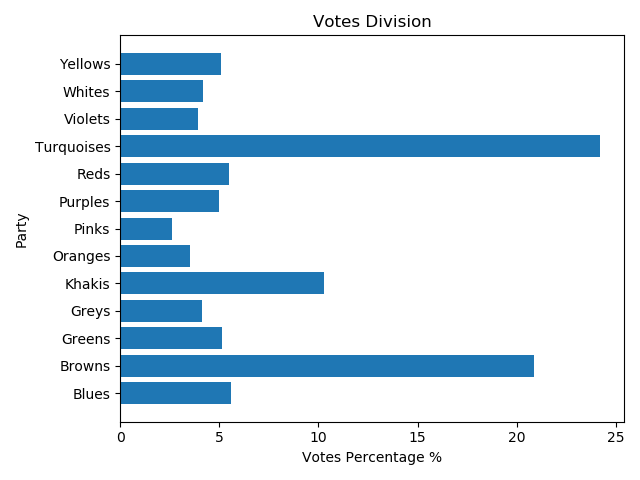 Votes Division
Party
Yellows
Whites
Violets
Turquoises
Reds
Purples
Pinks
Oranges
Khakis
Greys
Greens
Browns
Blues
0 5 10 15 20 25
Votes Percentage %